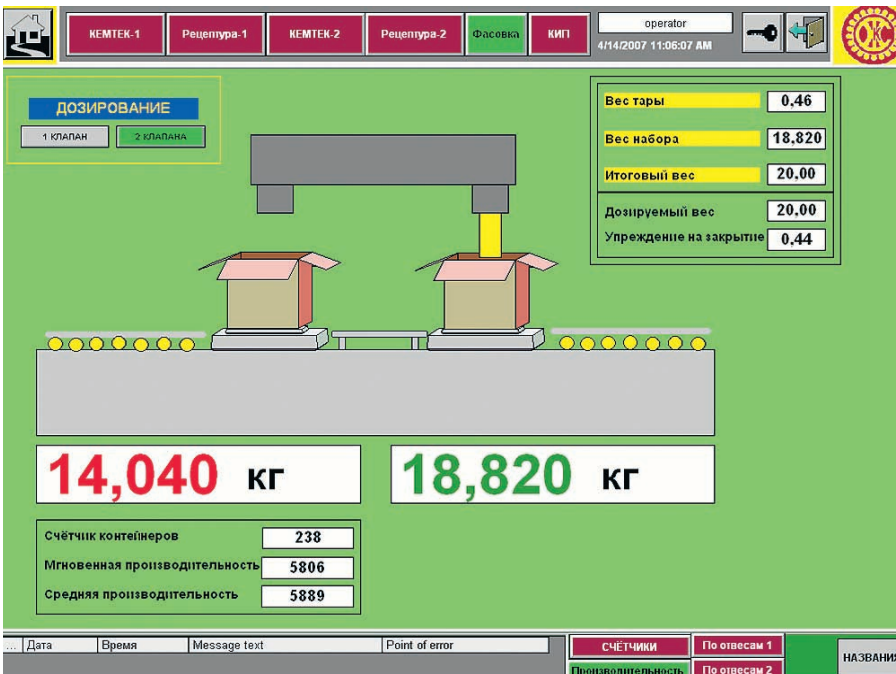 КЕМТЕК-1 Рецептура-1 КЕМТЕК-2 Рецептура-2 Фасовка КИП operator
4/14/2007 11:06:07 AM
ОКС
ДОЗИРОВАНИЕ
1 КЛАПАН 2 КЛАПАНА
Вес тары 0,46
Вес набора 18,820
Итоговый вес 20,00
Дозируемый вес 20,00
Упреждение на закрытие 0,44
14,040 кг 18,820 кг
Счётчик контейнеров 238
Мгновенная производительность 5806
Средняя производительность 5889
... Дата Время Message text Point of error
СЧЁТЧИКИ По отвесам 1
НАЗВАНИЯ
Производительность По отвесам 2